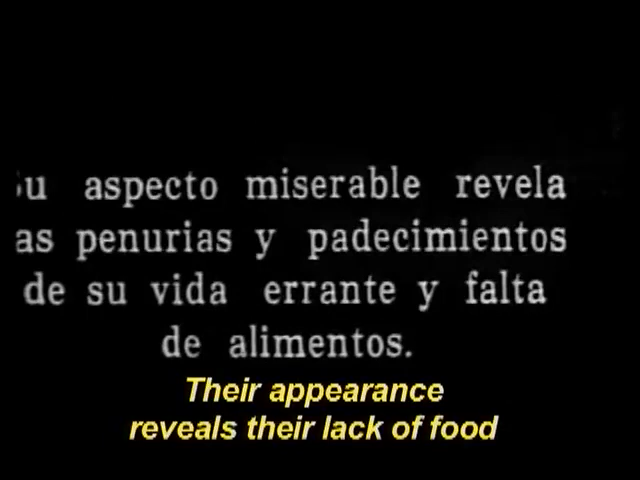 u aspecto miserable revela
as penurias y padecimientos
de su vida errante y falta
de alimentos.
Their appearance
reveals their lack of food